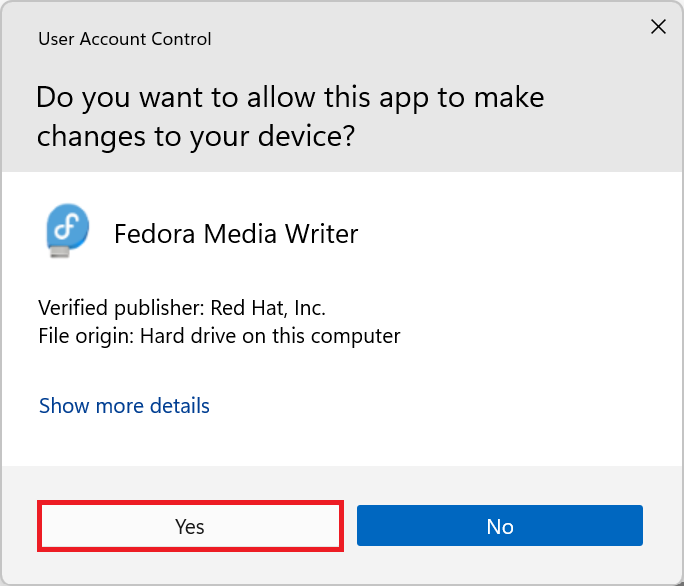 User Account Control
Do you want to allow this app to make
changes to your device?
Fedora Media Writer
Verified publisher: Red Hat, Inc.
File origin: Hard drive on this computer
Show more details
Yes
No